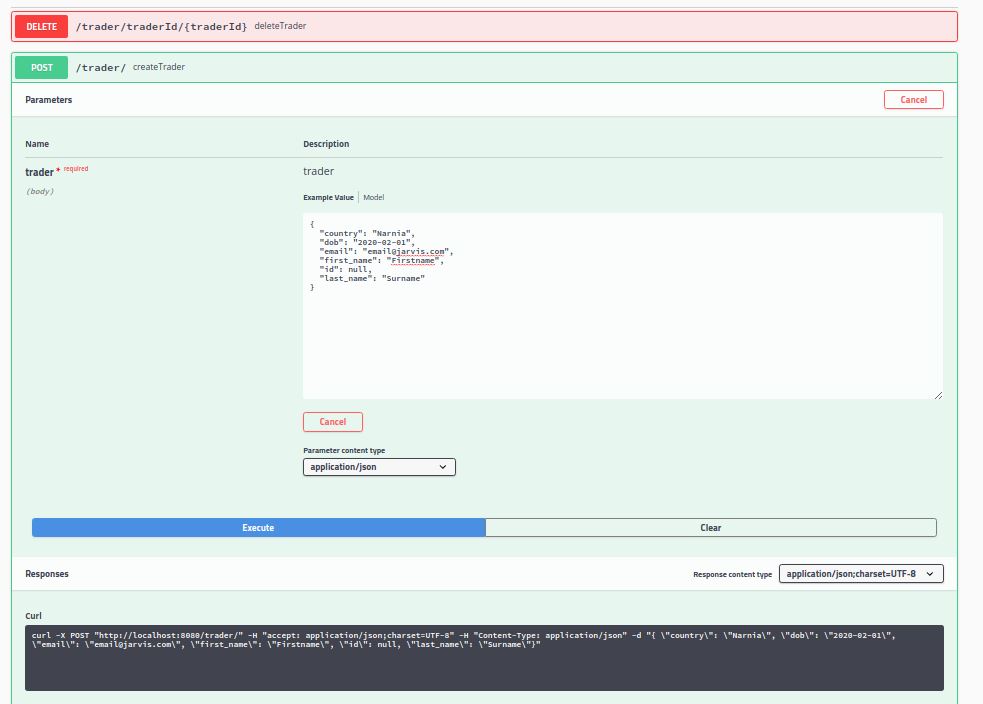 DELETE /trader/traderId/{traderId} deleteTrader
POST /trader/ createTrader
Parameters Cancel
Name Description
trader * required trader
(body)
Example Value | Model
{
"country": "Narnia",
"dob": "2020-02-01",
"email": "email@jarvis.com",
"first_name": "Firstname",
"id": null,
"last_name": "Surname"
}
Cancel
Parameter content type
application/json
Execute Clear
Responses Response content type application/json;charset=UTF-8
Curl
curl -X POST "http://localhost:8080/trader/" -H "accept: application/json;charset=UTF-8" -H "Content-Type: application/json" -d "{ \"country\": \"Narnia\", \"dob\": \"2020-02-01\",
\"email\": \"email@jarvis.com\", \"first_name\": \"Firstname\", \"id\": null, \"last_name\": \"Surname\"}"